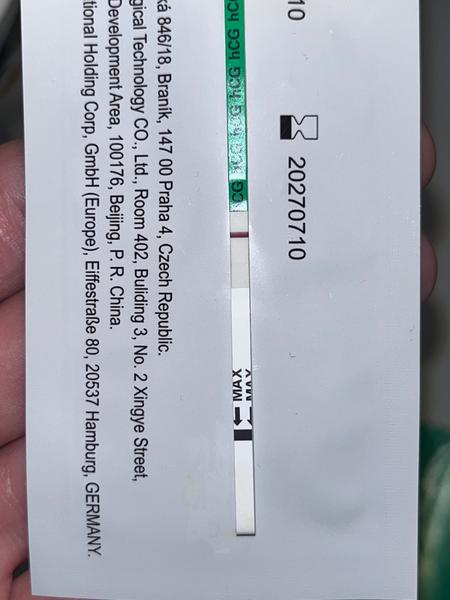 10 20270710
hCG hCG hCG hCG hCG
MAX
MAX
ká 846/18, Braník, 147 00 Praha 4, Czech Republic.
gical Technology CO., Ltd., Room 402, Buliding 3, No. 2 Xingye Street,
Development Area, 100176, Beijing, P. R. China.
tional Holding Corp, GmbH (Europe), Eiffestraße 80, 20537 Hamburg, GERMANY.